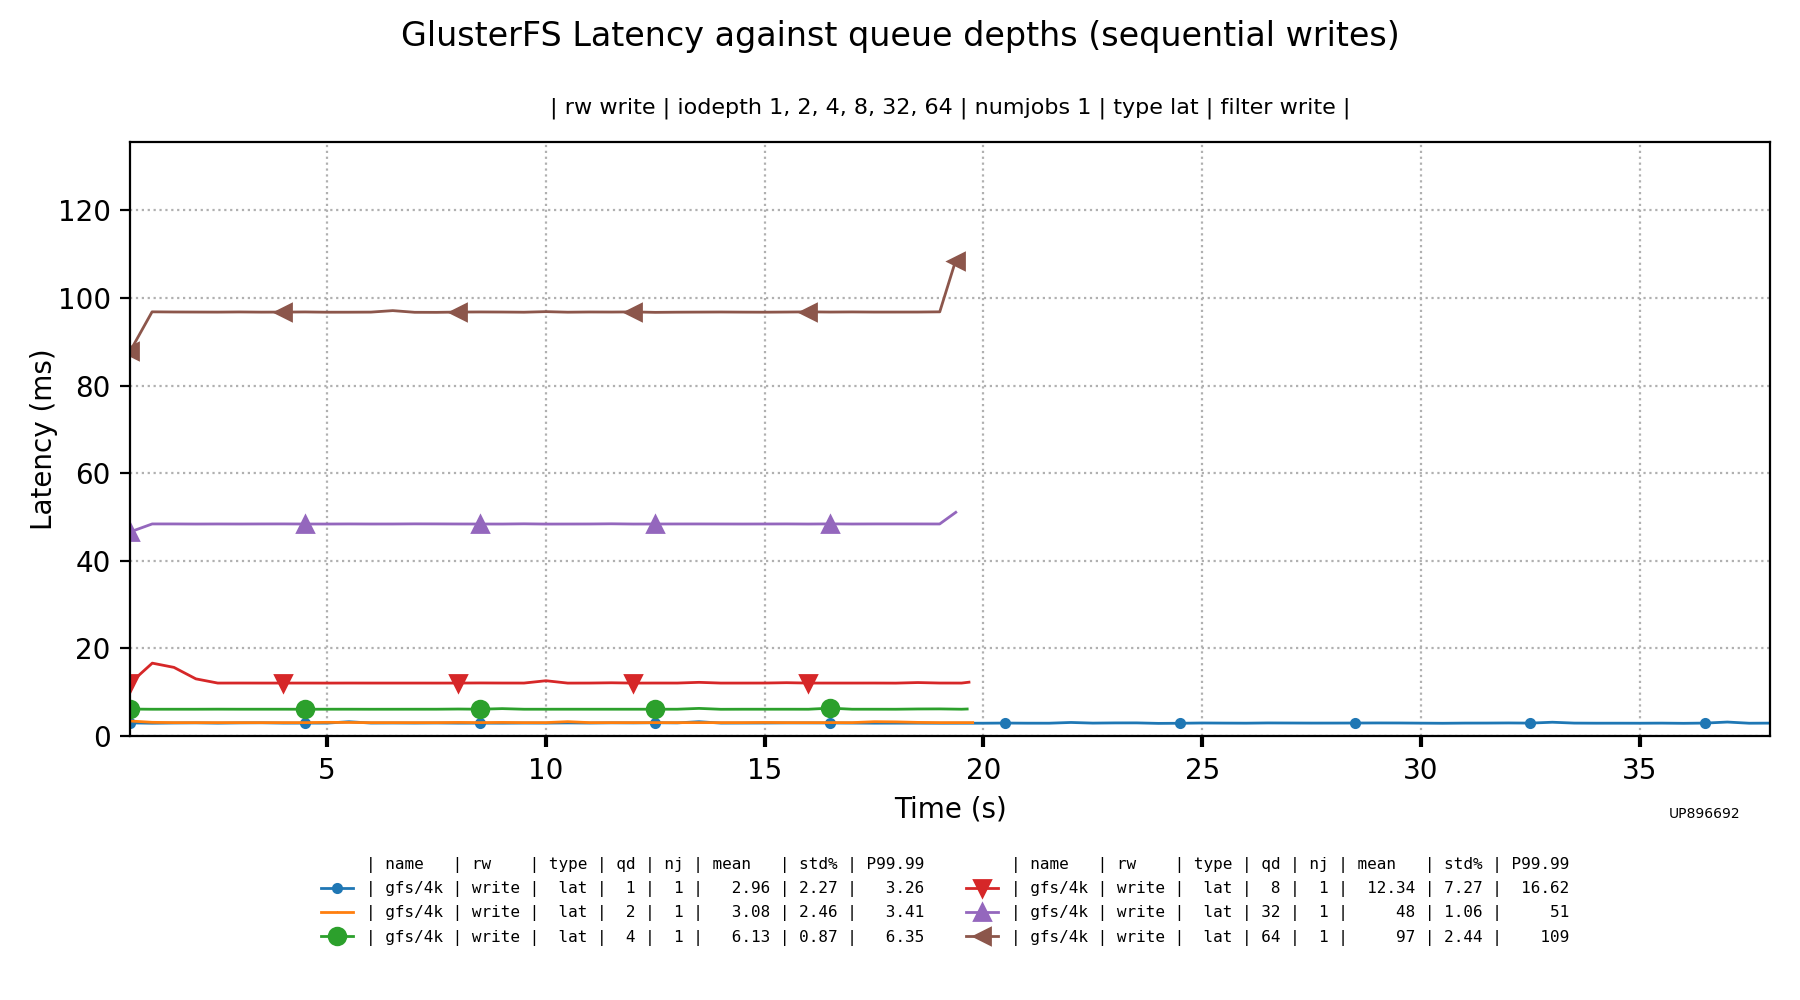 GlusterFS Latency against queue depths (sequential writes)
| rw write | iodepth 1, 2, 4, 8, 32, 64 | numjobs 1 | type lat | filter write |
120
100
80
60
40
20
0
Latency (ms)
5 10 15 20 25 30 35
Time (s)
UP896692
| name | rw | type | qd | nj | mean | std% | P99.99
| gfs/4k | write | lat | 1 | 1 | 2.96 | 2.27 | 3.26
| gfs/4k | write | lat | 2 | 1 | 3.08 | 2.46 | 3.41
| gfs/4k | write | lat | 4 | 1 | 6.13 | 0.87 | 6.35
| name | rw | type | qd | nj | mean | std% | P99.99
| gfs/4k | write | lat | 8 | 1 | 12.34 | 7.27 | 16.62
| gfs/4k | write | lat | 32 | 1 | 48 | 1.06 | 51
| gfs/4k | write | lat | 64 | 1 | 97 | 2.44 | 109